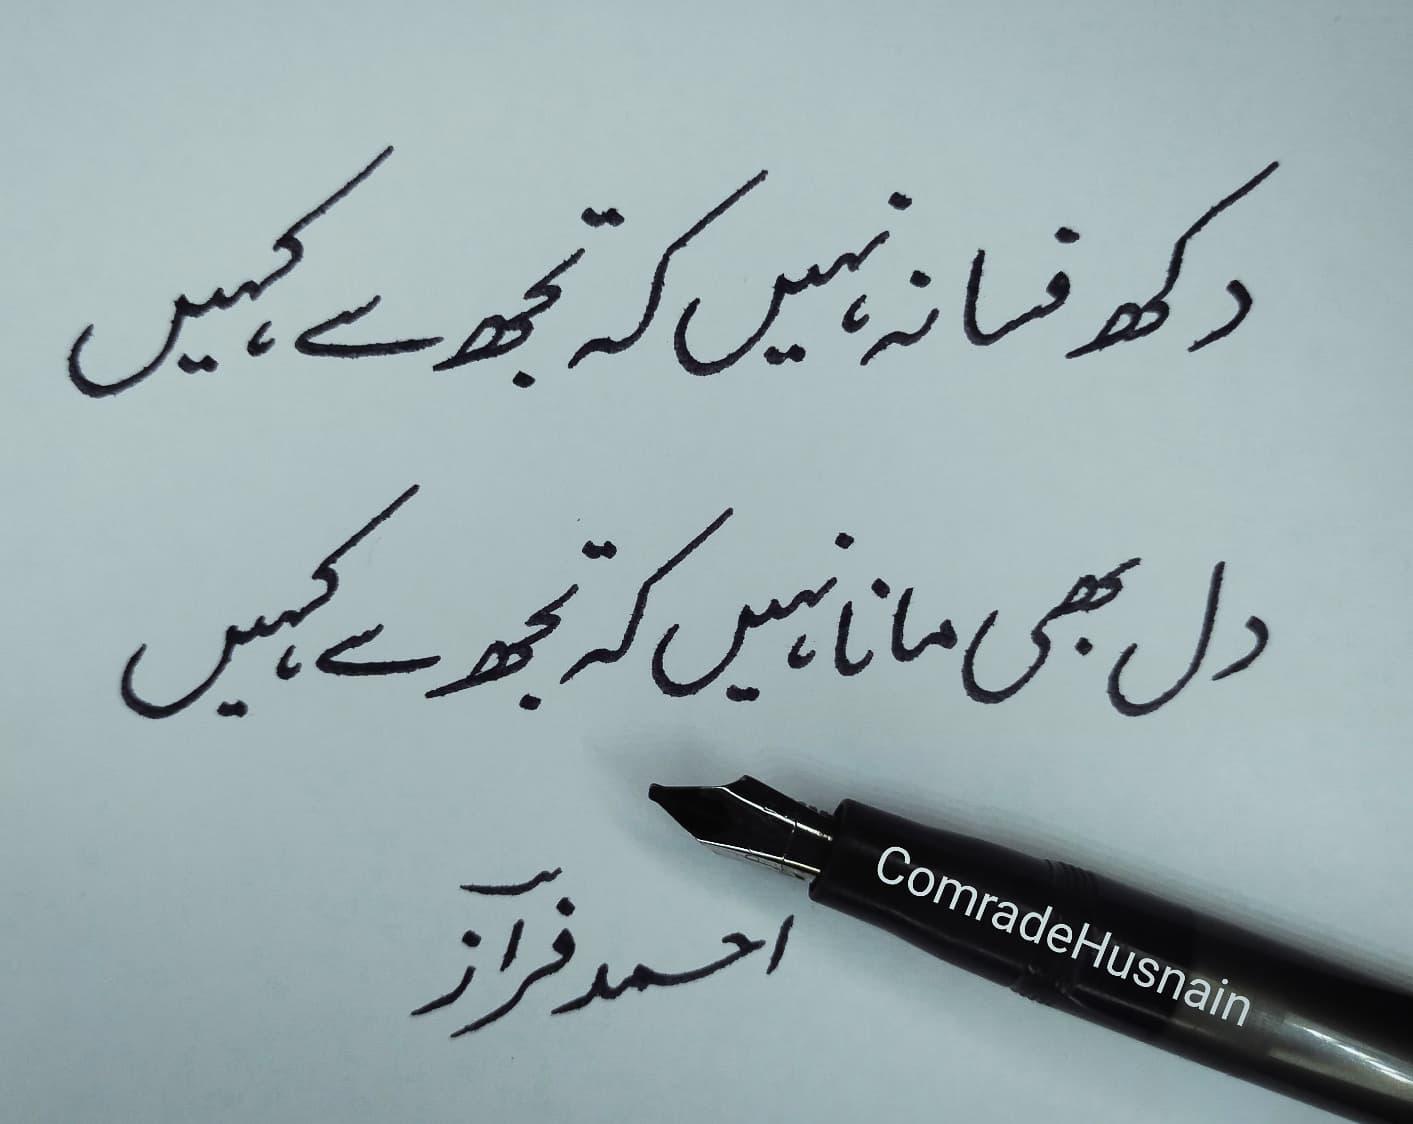 دکھ فسانہ نہیں کہ تجھ سے کہیں
دل بھی مانا نہیں کہ تجھ سے کہیں
احمد فراز
ComradeHusnain